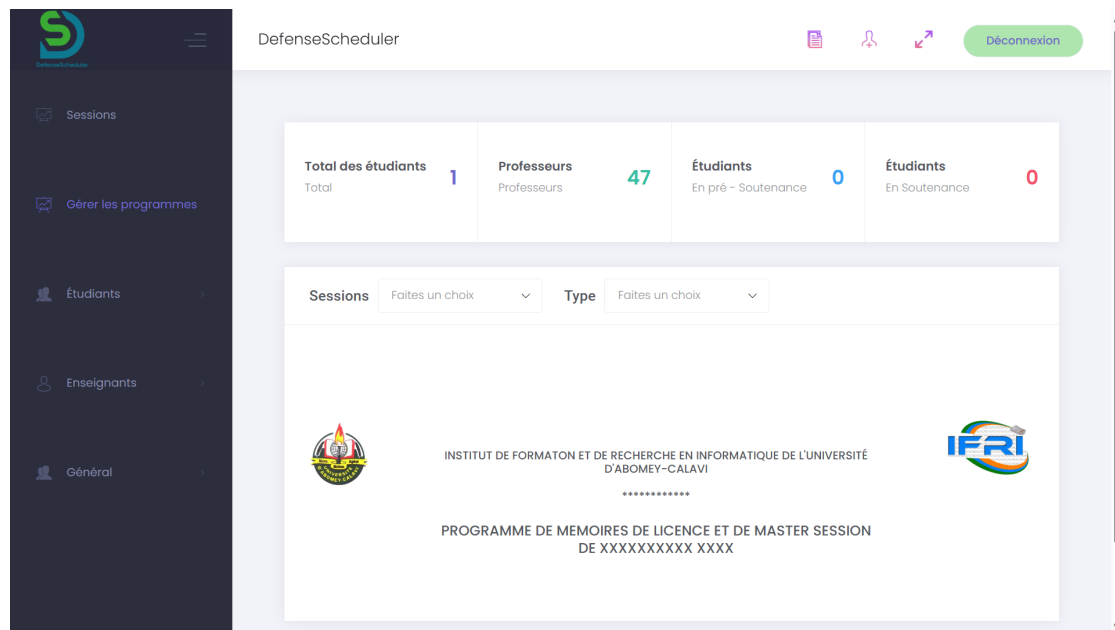 DefenseScheduler
DefenseScheduler
Déconnexion
Sessions
Gérer les programmes
Étudiants
Enseignants
Général
Total des étudiants
Total
1
Professeurs
Professeurs
47
Étudiants
En pré - Soutenance
0
Étudiants
En Soutenance
0
Sessions
Faites un choix
Type
Faites un choix
INSTITUT DE FORMATON ET DE RECHERCHE EN INFORMATIQUE DE L'UNIVERSITÉ
D'ABOMEY-CALAVI
************
PROGRAMME DE MEMOIRES DE LICENCE ET DE MASTER SESSION
DE XXXXXXXXXX XXXX
IFRI